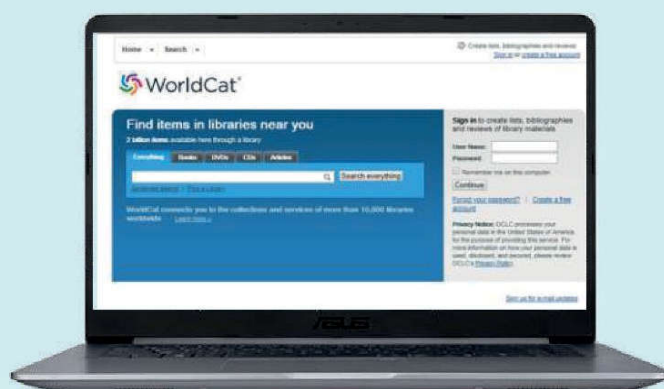 Home Search
Create lists, bibliographies and reviews
Sign in or create a free account
WorldCat®
Find items in libraries near you
2 billion items available here through a library
Everything Books DVDs CDs Articles
Search everything
Advanced Search | Find a Library
WorldCat connects you to the collections and services of more than 10,000 libraries
worldwide. Learn more »
Sign in to create lists, bibliographies
and reviews of library materials
User Name:
Password:
Remember me on this computer.
Continue
Forgot your password? | Create a free
account
Privacy Notice: OCLC processes your
personal data in the United States of America
for the purpose of providing this service. For
more information on how your personal data is
used, disclosed, and secured, please review
OCLC's Privacy Policy.
Sign up for e-mail updates
ASUS